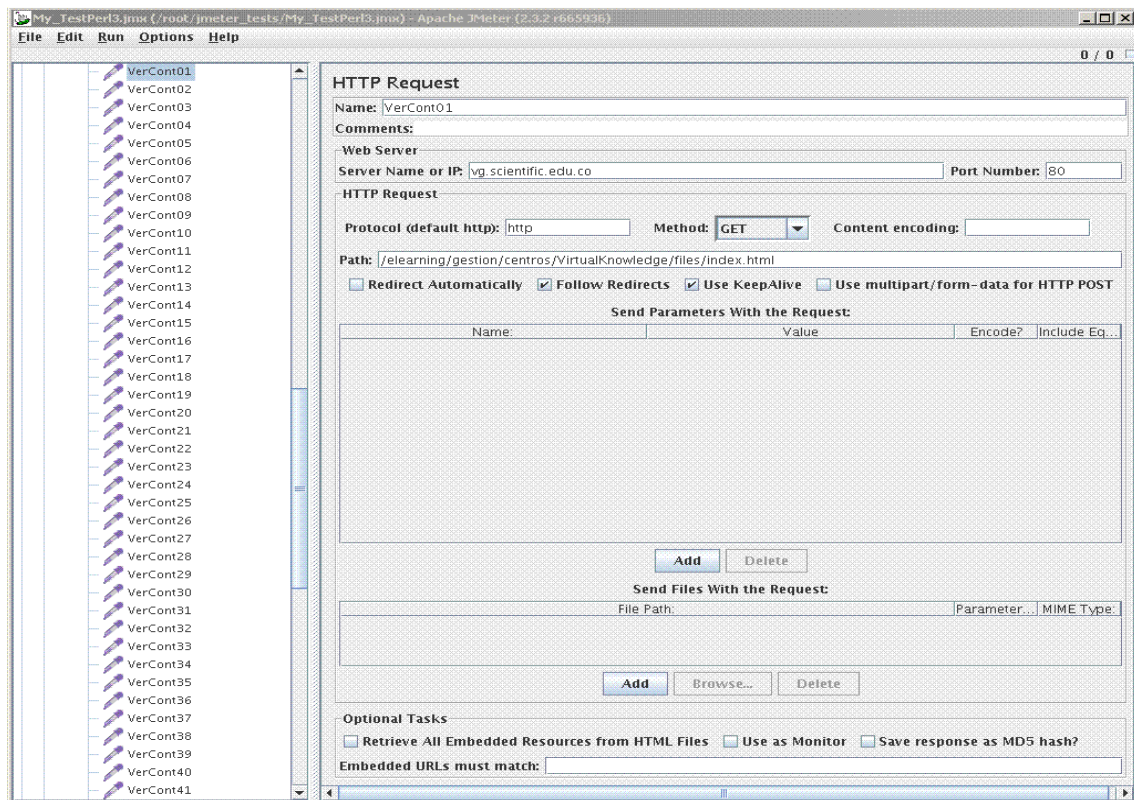 My_TestPerl3.jmx (/root/jmeter_tests/My_TestPerl3.jmx) - Apache JMeter (2.3.2 r665936)
File Edit Run Options Help
0 / 0
VerCont01
VerCont02
VerCont03
VerCont04
VerCont05
VerCont06
VerCont07
VerCont08
VerCont09
VerCont10
VerCont11
VerCont12
VerCont13
VerCont14
VerCont15
VerCont16
VerCont17
VerCont18
VerCont19
VerCont20
VerCont21
VerCont22
VerCont23
VerCont24
VerCont25
VerCont26
VerCont27
VerCont28
VerCont29
VerCont30
VerCont31
VerCont32
VerCont33
VerCont34
VerCont35
VerCont36
VerCont37
VerCont38
VerCont39
VerCont40
VerCont41
HTTP Request
Name: VerCont01
Comments:
Web Server
Server Name or IP: vg.scientific.edu.co Port Number: 80
HTTP Request
Protocol (default http): http Method: GET Content encoding:
Path: /elearning/gestion/centros/VirtualKnowledge/files/index.html
Redirect Automatically Follow Redirects Use KeepAlive Use multipart/form-data for HTTP POST
Send Parameters With the Request:
Name: Value Encode? Include Eq...
Add Delete
Send Files With the Request:
File Path: Parameter... MIME Type:
Add Browse... Delete
Optional Tasks
Retrieve All Embedded Resources from HTML Files Use as Monitor Save response as MD5 hash?
Embedded URLs must match: